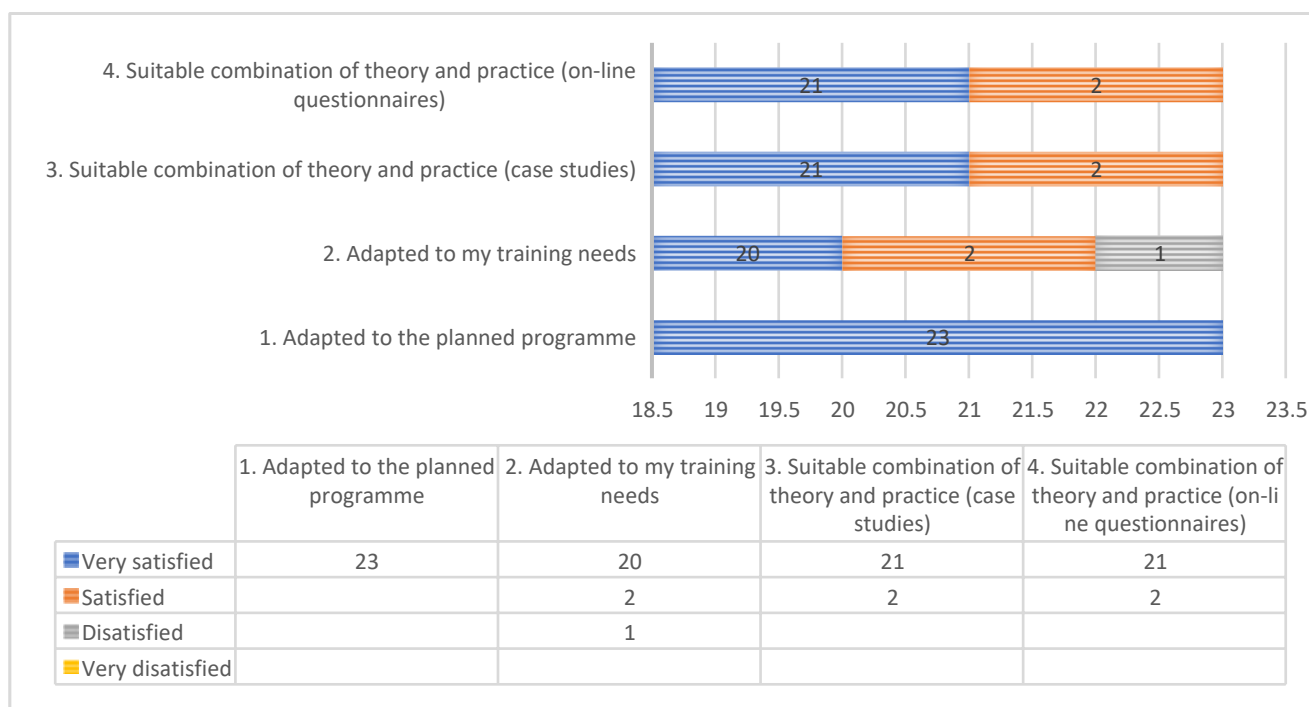 4. Suitable combination of theory and practice (on-line
questionnaires)
21
2
3. Suitable combination of theory and practice (case studies)
21
2
2. Adapted to my training needs
20
2
1
1. Adapted to the planned programme
23
18.5 19 19.5 20 20.5 21 21.5 22 22.5 23 23.5
1. Adapted to the planned
programme
2. Adapted to my training
needs
3. Suitable combination of
theory and practice (case
studies)
4. Suitable combination of
theory and practice (on-li
ne questionnaires)
Very satisfied 23 20 21 21
Satisfied 2 2 2
Disatisfied 1
Very disatisfied